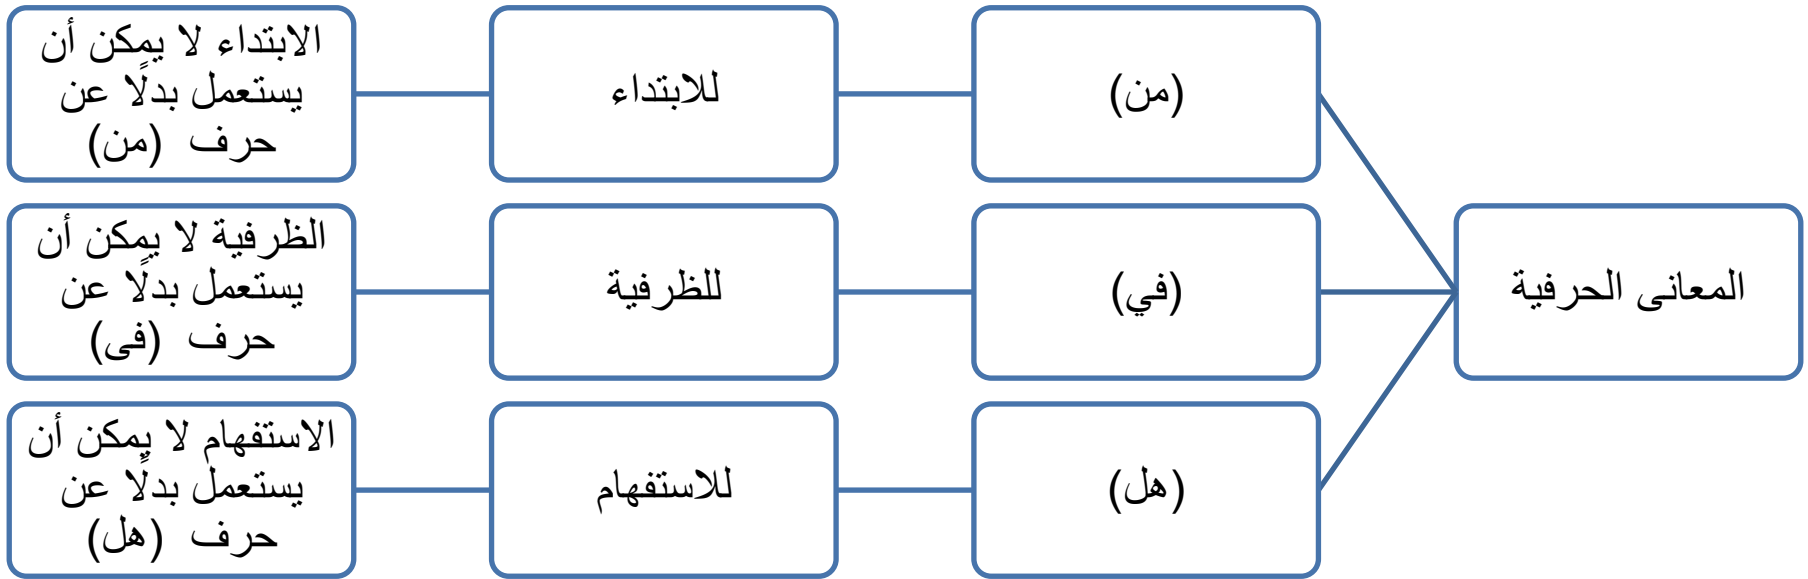 المعانى الحرفية
(من)
للابتداء
الابتداء لا يمكن أن
يستعمل بدلًا عن
حرف (من)
(في)
للظرفية
الظرفية لا يمكن أن
يستعمل بدلًا عن
حرف (فى)
(هل)
للاستفهام
الاستفهام لا يمكن أن
يستعمل بدلًا عن
حرف (هل)